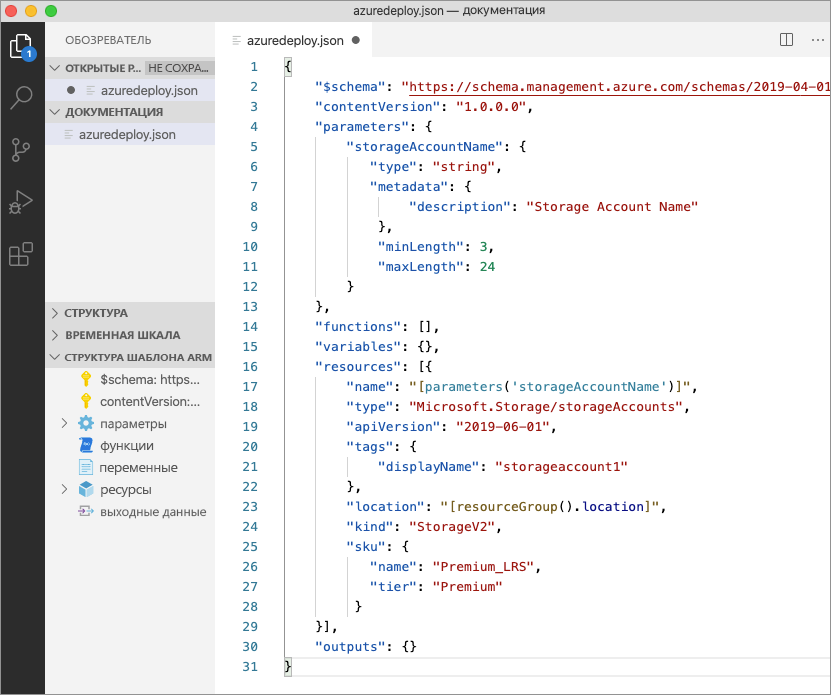 azuredeploy.json — документация
1
ОБОЗРЕВАТЕЛЬ
ОТКРЫТЫЕ Р... НЕ СОХРА...
azuredeploy.json
ДОКУМЕНТАЦИЯ
azuredeploy.json
СТРУКТУРА
ВРЕМЕННАЯ ШКАЛА
СТРУКТУРА ШАБЛОНА ARM
$schema: https...
contentVersion:...
параметры
функции
переменные
ресурсы
выходные данные
azuredeploy.json
1 {
2 "$schema": "https://schema.management.azure.com/schemas/2019-04-01
3 "contentVersion": "1.0.0.0",
4 "parameters": {
5 "storageAccountName": {
6 "type": "string",
7 "metadata": {
8 "description": "Storage Account Name"
9 },
10 "minLength": 3,
11 "maxLength": 24
12 }
13 },
14 "functions": [],
15 "variables": {},
16 "resources": [{
17 "name": "[parameters('storageAccountName')]",
18 "type": "Microsoft.Storage/storageAccounts",
19 "apiVersion": "2019-06-01",
20 "tags": {
21 "displayName": "storageaccount1"
22 },
23 "location": "[resourceGroup().location]",
24 "kind": "StorageV2",
25 "sku": {
26 "name": "Premium_LRS",
27 "tier": "Premium"
28 }
29 }],
30 "outputs": {}
31 }